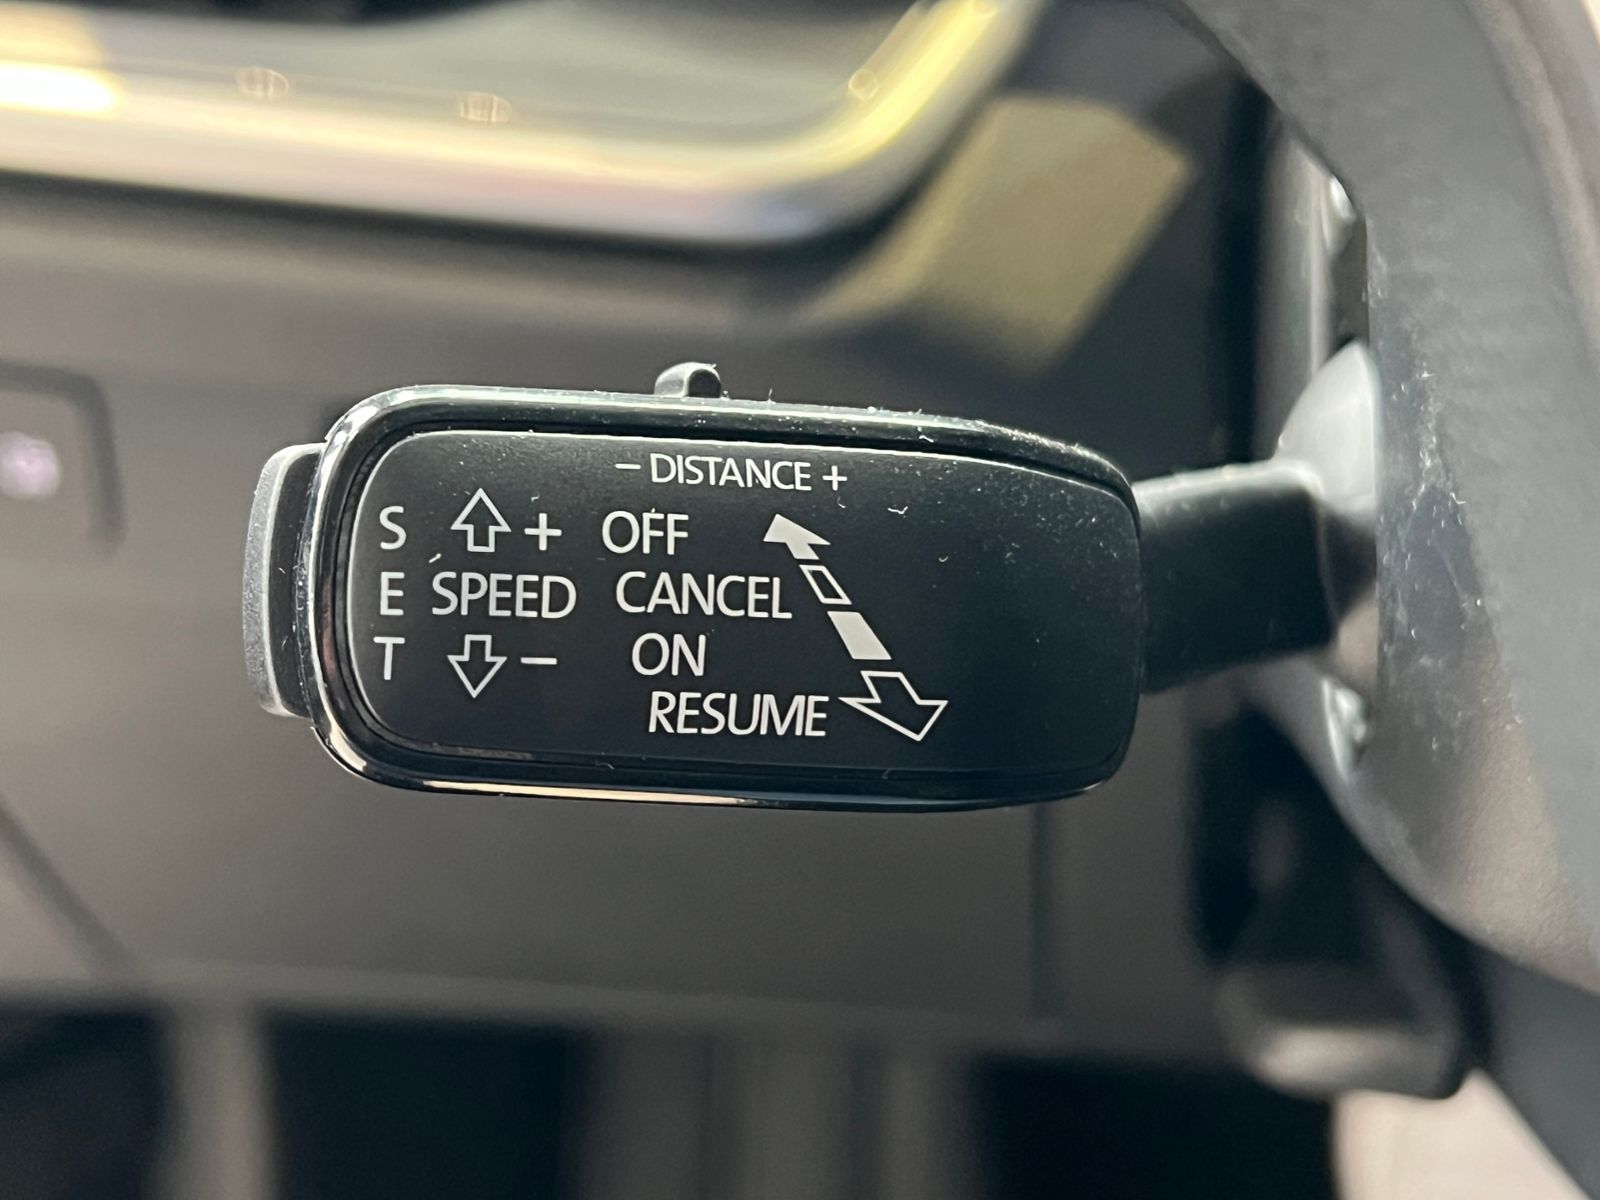 – DISTANCE +
S + OFF
E SPEED CANCEL
T – ON
RESUME